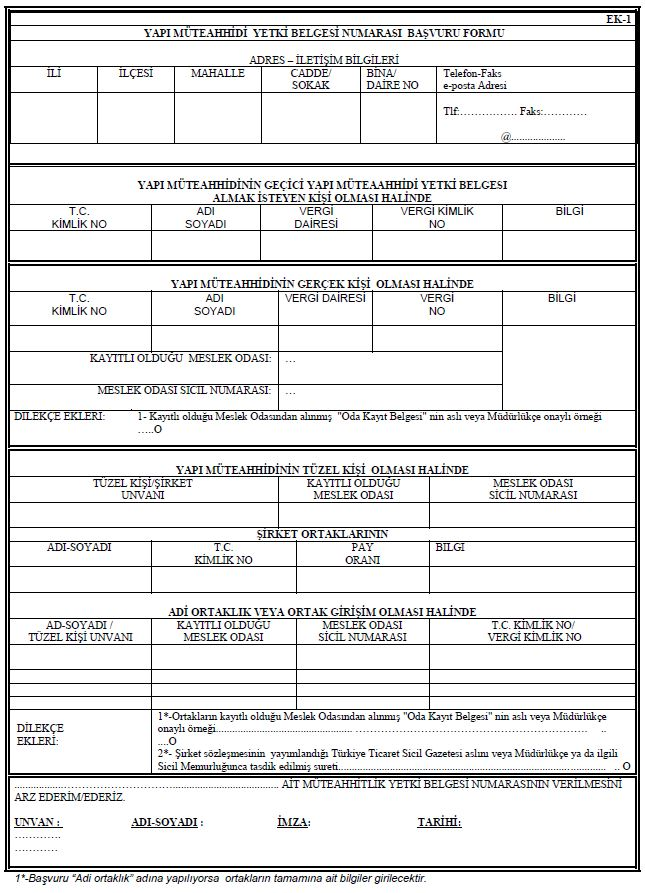 EK-1
YAPI MÜTEAHHİDİ YETKİ BELGESİ NUMARASI BAŞVURU FORMU
ADRES – İLETİŞİM BİLGİLERİ
İLİ İLÇESİ MAHALLE CADDE/ SOKAK BİNA/ DAİRE NO Telefon-Faks e-posta Adresi
Tlf:……………. Faks:…………
@.....................
YAPI MÜTEAHHİDİNİN GEÇİCİ YAPI MÜTEAAHHİDİ YETKİ BELGESI
ALMAK İSTEYEN KİŞİ OLMASI HALİNDE
T.C. KİMLİK NO ADI SOYADI VERGİ DAİRESİ VERGİ KİMLİK NO BİLGİ
YAPI MÜTEAHHİDİNİN GERÇEK KİŞİ OLMASI HALİNDE
T.C. KİMLİK NO ADI SOYADI VERGİ DAİRESİ VERGİ NO BİLGİ
KAYITLI OLDUĞU MESLEK ODASI: …
MESLEK ODASI SİCİL NUMARASI: …
DİLEKÇE EKLERİ: 1- Kayıtlı olduğu Meslek Odasından alınmış "Oda Kayıt Belgesi" nin aslı veya Müdürlükçe onaylı örneği
…..O
YAPI MÜTEAHHİDİNİN TÜZEL KİŞİ OLMASI HALİNDE
TÜZEL KİŞİ/ŞİRKET UNVANI KAYITLI OLDUĞU MESLEK ODASI MESLEK ODASI SİCİL NUMARASI
ŞİRKET ORTAKLARININ
ADI-SOYADI T.C. KİMLİK NO PAY ORANI BILGI
ADİ ORTAKLIK VEYA ORTAK GİRİŞİM OLMASI HALİNDE
AD-SOYADI / TÜZEL KİŞİ UNVANI KAYITLI OLDUĞU MESLEK ODASI MESLEK ODASI SİCİL NUMARASI T.C. KİMLİK NO/ VERGİ KİMLİK NO
DİLEKÇE EKLERİ:
1*-Ortakların kayıtlı olduğu Meslek Odasından alınmış "Oda Kayıt Belgesi" nin aslı veya Müdürlükçe
onaylı örneği.................................................. …………………………………………………. ..
....O
2*- Şirket sözleşmesinin yayımlandığı Türkiye Ticaret Sicil Gazetesi aslını veya Müdürlükçe ya da ilgili
Sicil Memurluğunca tasdik edilmiş sureti.................................................................................. .. O
……………………………………........................................ AİT MÜTEAHHİTLİK YETKİ BELGESİ NUMARASININ VERİLMESİNİ
ARZ EDERİM/EDERİZ.
UNVAN : ADI-SOYADI : İMZA: TARİHİ:
………….
…………
1*-Başvuru “Adi ortaklık” adına yapılıyorsa ortakların tamamına ait bilgiler girilecektir.